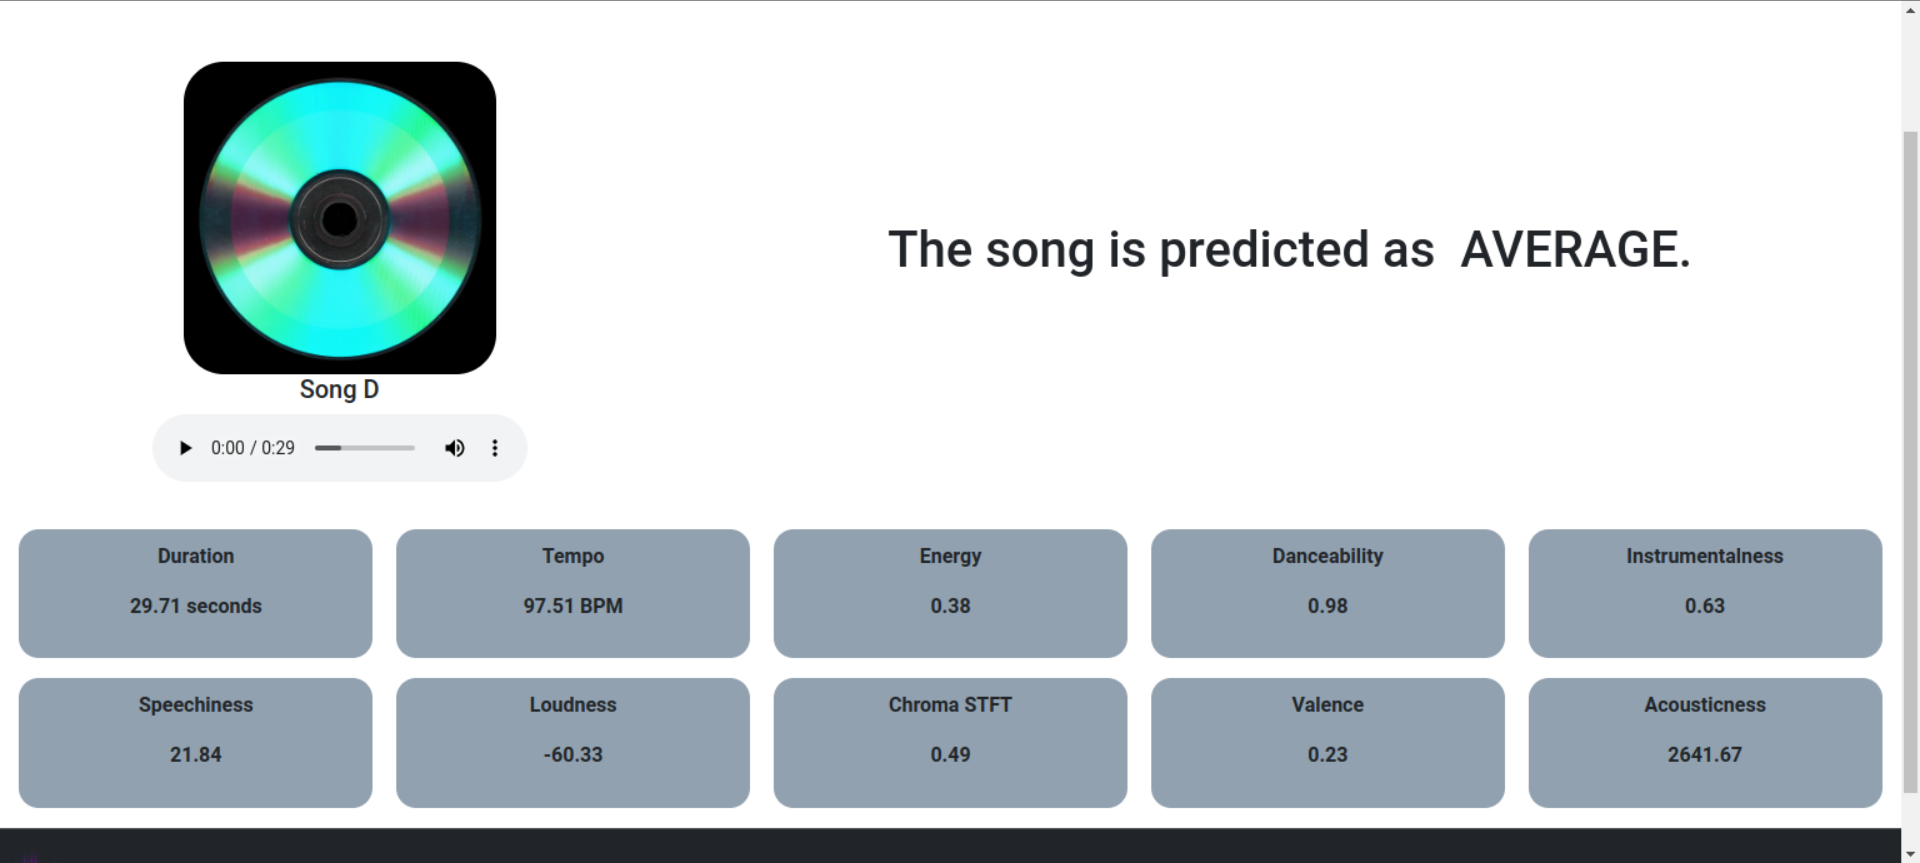 The song is predicted as AVERAGE.
Song D
0:00 / 0:29
Duration
29.71 seconds
Tempo
97.51 BPM
Energy
0.38
Danceability
0.98
Instrumentalness
0.63
Speechiness
21.84
Loudness
-60.33
Chroma STFT
0.49
Valence
0.23
Acousticness
2641.67